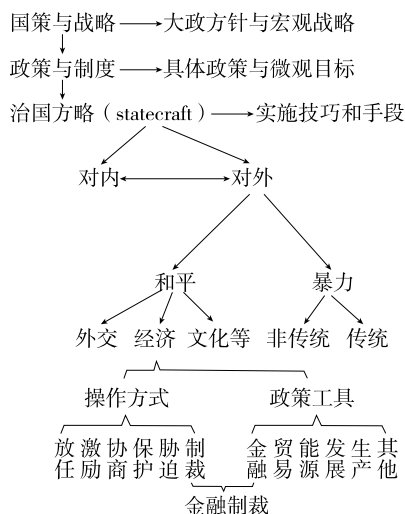 国策与战略 大政方针与宏观战略
政策与制度 具体政策与微观目标
治国方略（statecraft） 实施技巧和手段
对内 对外
和平 暴力
外交 经济 文化等 非传统 传统
操作方式 政策工具
放任 激励 协商 保护 胁迫 制裁 金融 贸易 能源 发展 生产 其他
金融制裁